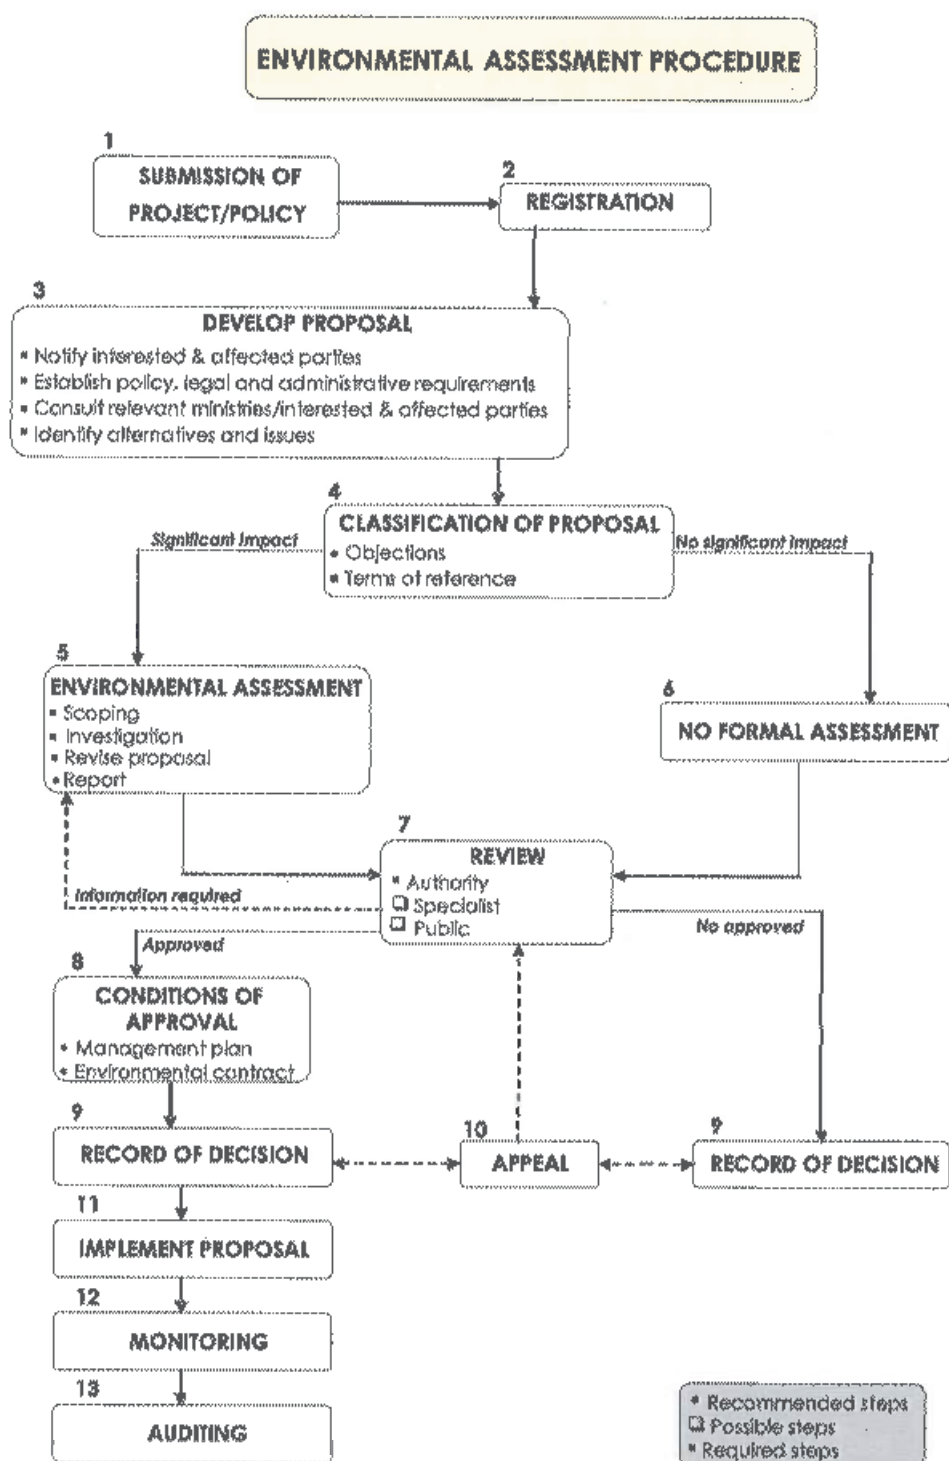 ENVIRONMENTAL ASSESSMENT PROCEDURE
1
SUBMISSION OF
PROJECT/POLICY
2
REGISTRATION
3
DEVELOP PROPOSAL
▪ Notify interested & affected parties
▪ Establish policy, legal and administrative requirements
▪ Consult relevant ministries/interested & affected parties
▪ Identify alternatives and issues
4
CLASSIFICATION OF PROPOSAL
• Objections
▪ Terms of reference
Significant impact
No significant impact
5
ENVIRONMENTAL ASSESSMENT
▪ Scoping
▪ Investigation
▪ Revise proposal
• Report
6
NO FORMAL ASSESSMENT
7
REVIEW
▪ Authority
❑ Specialist
❑ Public
Information required
No approved
Approved
8
CONDITIONS OF
APPROVAL
• Management plan
• Environmental contract
9
RECORD OF DECISION
10
APPEAL
9
RECORD OF DECISION
11
IMPLEMENT PROPOSAL
12
MONITORING
13
AUDITING
• Recommended steps
❑ Possible steps
▪ Required steps